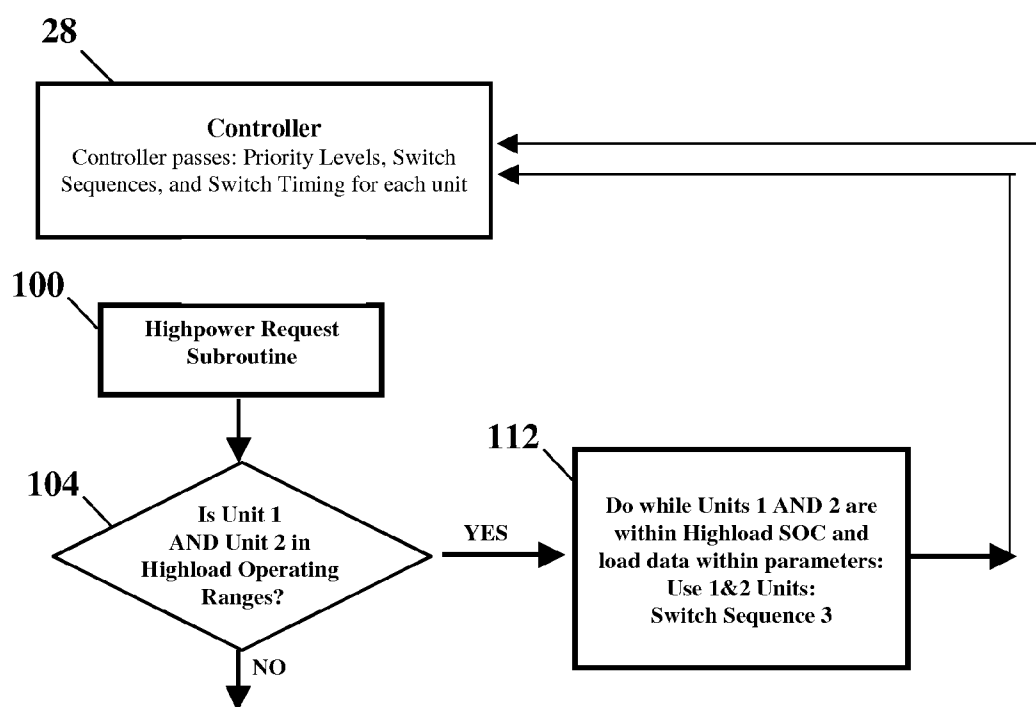 28
Controller
Controller passes: Priority Levels, Switch
Sequences, and Switch Timing for each unit
100
Highpower Request
Subroutine
104
Is Unit 1
AND Unit 2 in
Highload Operating
Ranges?
YES
NO
112
Do while Units 1 AND 2 are
within Highload SOC and
load data within parameters:
Use 1&2 Units:
Switch Sequence 3